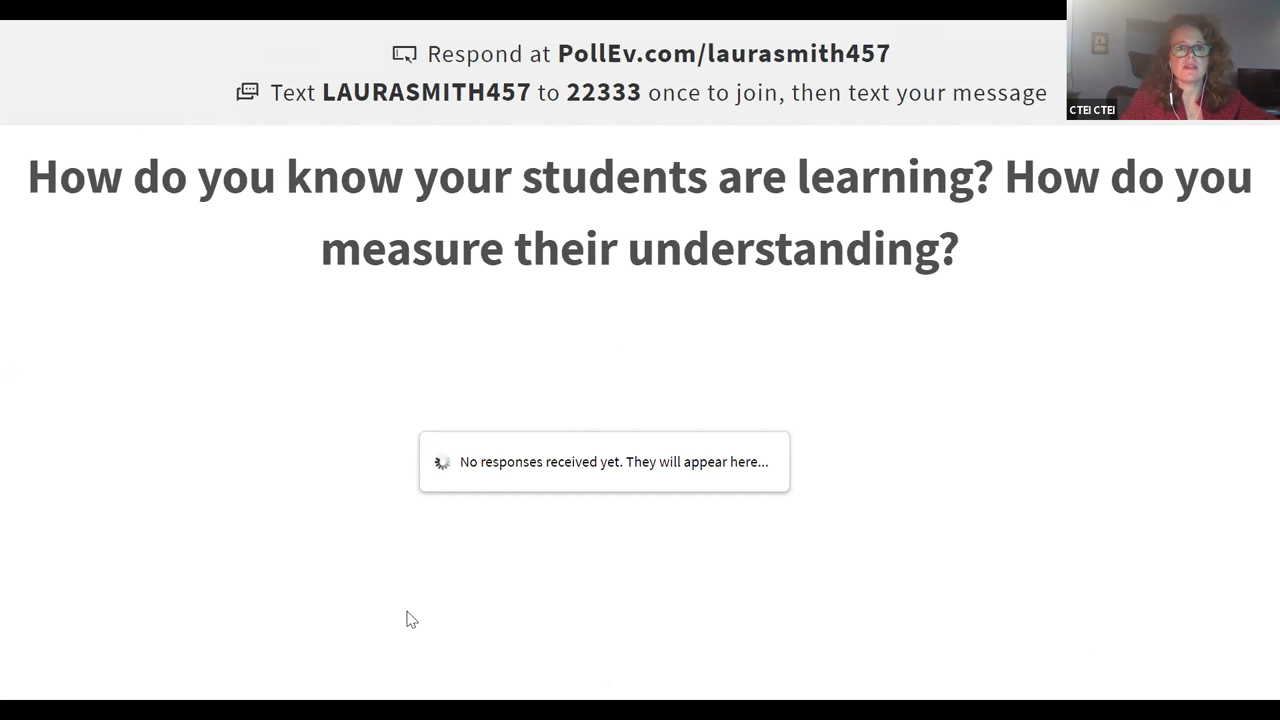 Respond at PollEv.com/laurasmith457
Text LAURASMITH457 to 22333 once to join, then text your message
CTEI CTEI
How do you know your students are learning? How do you
measure their understanding?
No responses received yet. They will appear here...